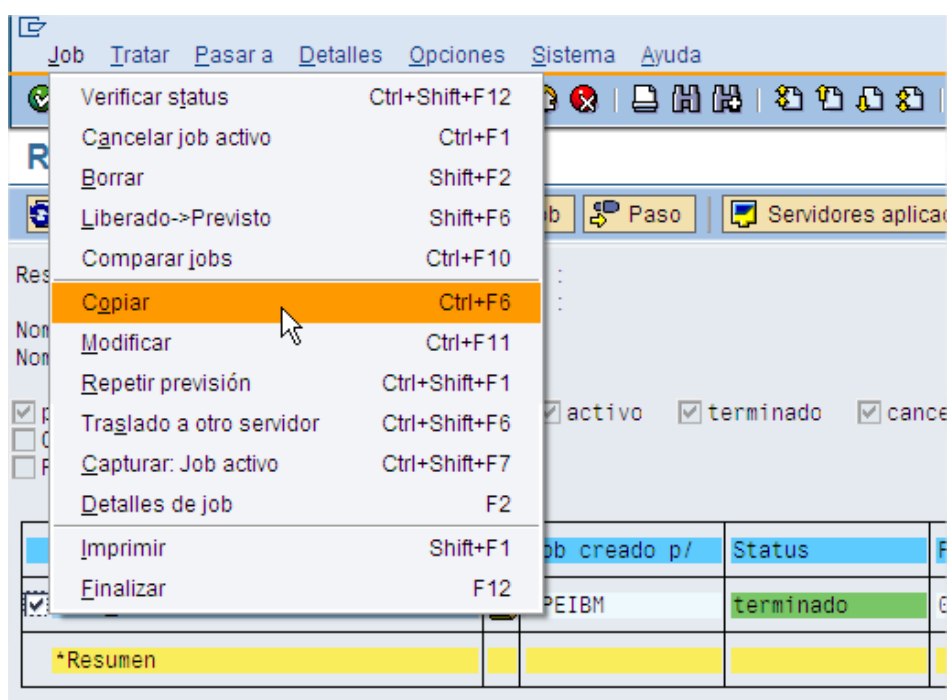 Job Tratar Pasar a Detalles Opciones Sistema Ayuda
Verificar status Ctrl+Shift+F12
Cancelar job activo Ctrl+F1
Borrar Shift+F2
Liberado->Previsto Shift+F6
Paso Servidores aplica
Comparar jobs Ctrl+F10
Copiar Ctrl+F6
Modificar Ctrl+F11
Repetir previsión Ctrl+Shift+F1
Traslado a otro servidor Ctrl+Shift+F6
activo terminado cance
Capturar: Job activo Ctrl+Shift+F7
Detalles de job F2
Imprimir Shift+F1
ob creado p/ Status
Finalizar F12
PEIBM terminado
*Resumen